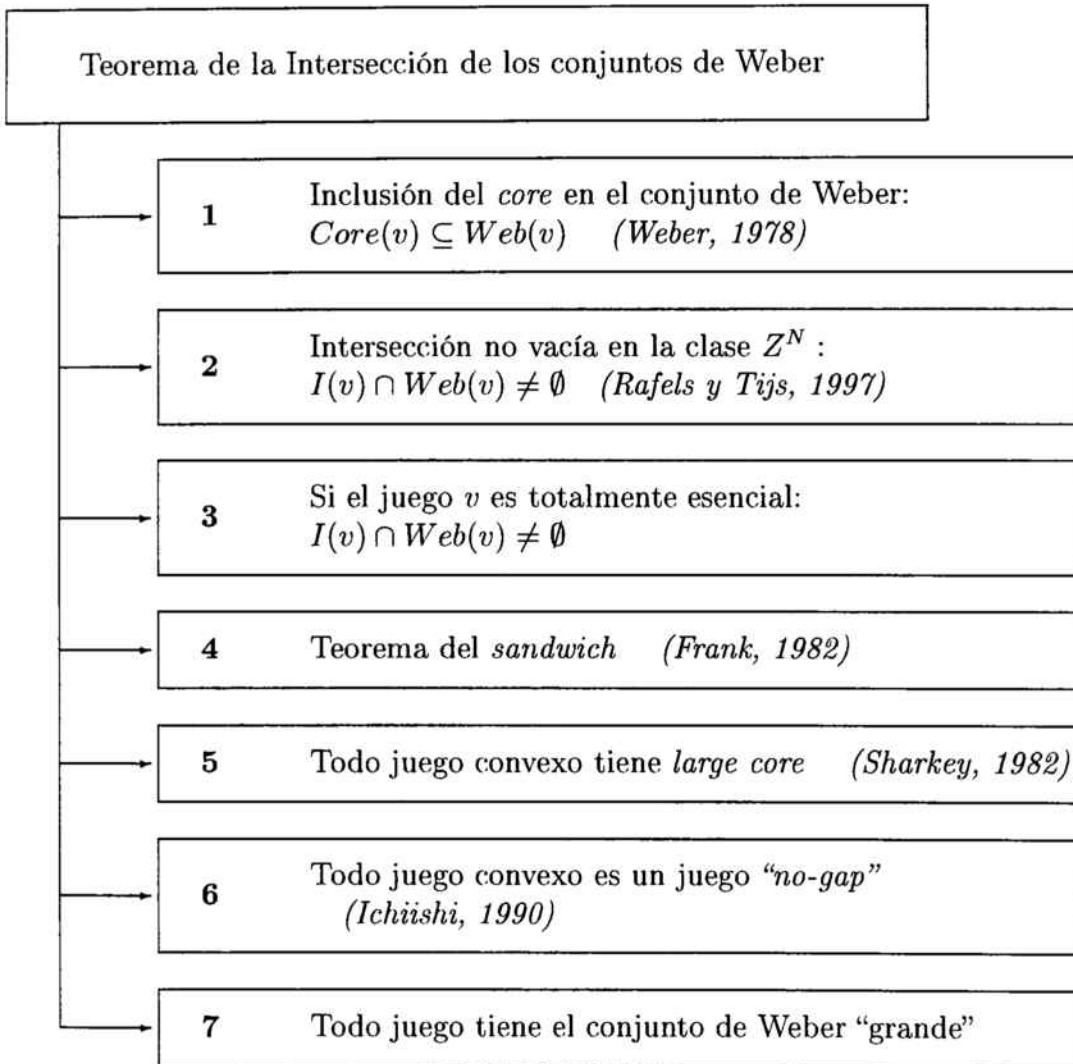 Teorema de la Intersección de los conjuntos de Weber
1 Inclusión del core en el conjunto de Weber:
Core(v) ⊆ Web(v) (Weber, 1978)
2 Intersección no vacía en la clase Z^N :
I(v) ∩ Web(v) ≠ ∅ (Rafels y Tijs, 1997)
3 Si el juego v es totalmente esencial:
I(v) ∩ Web(v) ≠ ∅
4 Teorema del sandwich (Frank, 1982)
5 Todo juego convexo tiene large core (Sharkey, 1982)
6 Todo juego convexo es un juego “no-gap”
(Ichiishi, 1990)
7 Todo juego tiene el conjunto de Weber “grande”